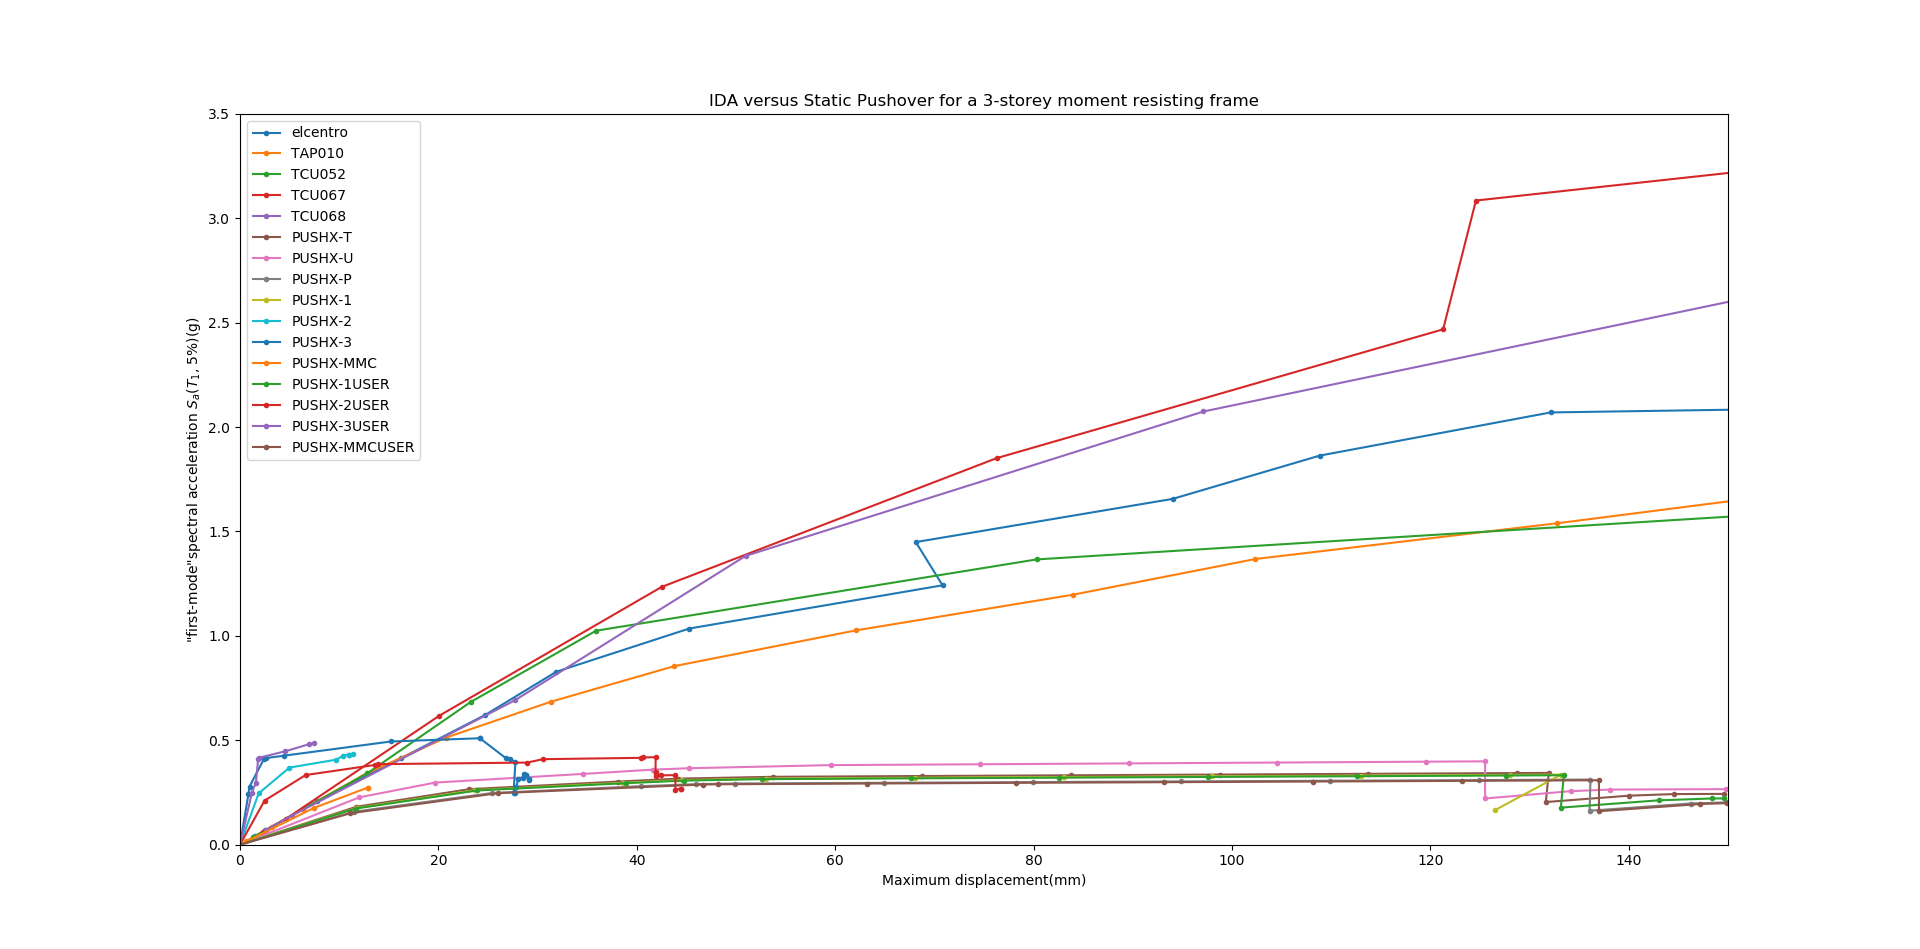 IDA versus Static Pushover for a 3-storey moment resisting frame
3.5
3.0
2.5
2.0
1.5
1.0
0.5
0.0
"first-mode"spectral acceleration Sa(T1, 5%)(g)
elcentro
TAP010
TCU052
TCU067
TCU068
PUSHX-T
PUSHX-U
PUSHX-P
PUSHX-1
PUSHX-2
PUSHX-3
PUSHX-MMC
PUSHX-1USER
PUSHX-2USER
PUSHX-3USER
PUSHX-MMCUSER
0 20 40 60 80 100 120 140
Maximum displacement(mm)